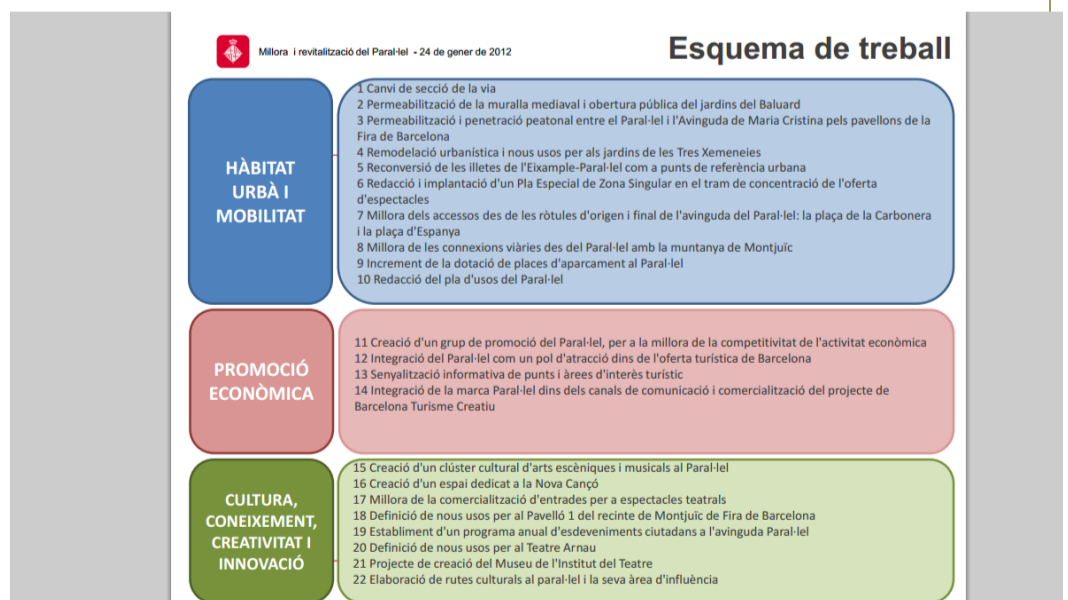 Millora i revitalització del Paral·lel - 24 de gener de 2012
Esquema de treball
HÀBITAT
URBÀ I
MOBILITAT
1 Canvi de secció de la via
2 Permeabilització de la muralla mediaval i obertura pública del jardins del Baluard
3 Permeabilització i penetració peatonal entre el Paral·lel i l'Avinguda de Maria Cristina pels pavellons de la
Fira de Barcelona
4 Remodelació urbanística i nous usos per als jardins de les Tres Xemeneies
5 Reconversió de les illetes de l'Eixample-Paral·lel com a punts de referència urbana
6 Redacció i implantació d'un Pla Especial de Zona Singular en el tram de concentració de l'oferta
d'espectacles
7 Millora dels accessos des de les ròtules d'origen i final de l'avinguda del Paral·lel: la plaça de la Carbonera
i la plaça d'Espanya
8 Millora de les connexions viàries des del Paral·lel amb la muntanya de Montjuïc
9 Increment de la dotació de places d'aparcament al Paral·lel
10 Redacció del pla d'usos del Paral·lel
PROMOCIÓ
ECONÒMICA
11 Creació d'un grup de promoció del Paral·lel, per a la millora de la competitivitat de l'activitat econòmica
12 Integració del Paral·lel com un pol d'atracció dins de l'oferta turística de Barcelona
13 Senyalització informativa de punts i àrees d'interès turístic
14 Integració de la marca Paral·lel dins dels canals de comunicació i comercialització del projecte de
Barcelona Turisme Creatiu
CULTURA,
CONEIXEMENT,
CREATIVITAT I
INNOVACIÓ
15 Creació d'un clúster cultural d'arts escèniques i musicals al Paral·lel
16 Creació d'un espai dedicat a la Nova Cançó
17 Millora de la comercialització d'entrades per a espectacles teatrals
18 Definició de nous usos per al Pavelló 1 del recinte de Montjuïc de Fira de Barcelona
19 Establiment d'un programa anual d'esdeveniments ciutadans a l'avinguda Paral·lel
20 Definició de nous usos per al Teatre Arnau
21 Projecte de creació del Museu de l'Institut del Teatre
22 Elaboració de rutes culturals al paral·lel i la seva àrea d'influència